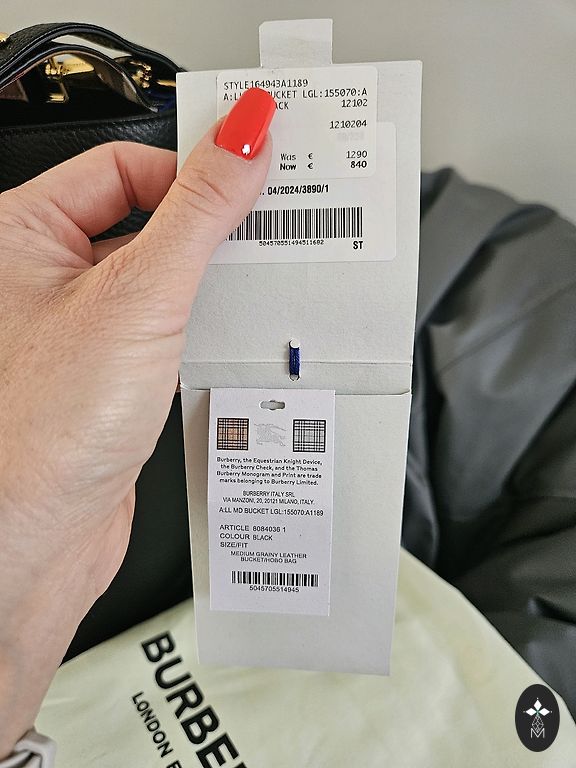 STYLE164943A1189
A:LL BUCKET LGL:155070:A
12102
1210204
Was € 1290
Now € 840
04/2024/3890/1
504570551494511692
ST
Burberry, the Equestrian Knight Device,
the Burberry Check, and the Thomas
Burberry Monogram and Print are trade
marks belonging to Burberry Limited.
BURBERRY ITALY SRL
VIA MANZONI, 20, 20121 MILANO, ITALY.
A:LL MD BUCKET LGL:155070:A1189
ARTICLE 8084036 1
COLOUR BLACK
SIZE/FIT
MEDIUM GRAINY LEATHER
BUCKET/HOBO BAG
5045705514945
BURBE
LONDON
M